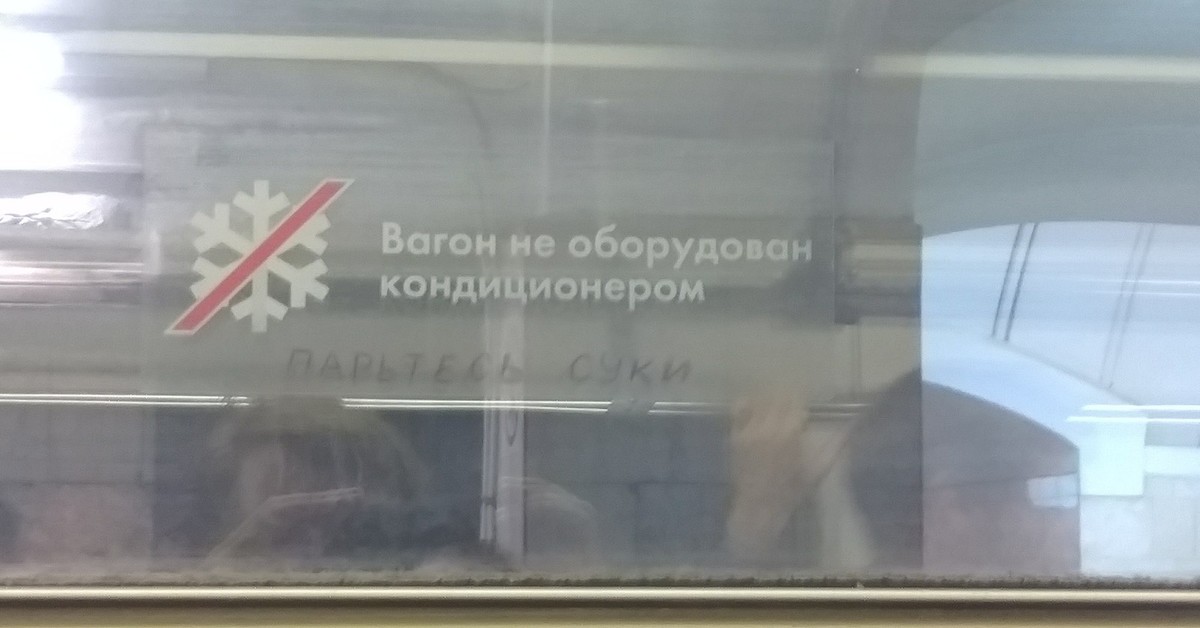 Вагон не оборудован
кондиционером
ПАРЬТЕСЬ СУКИ